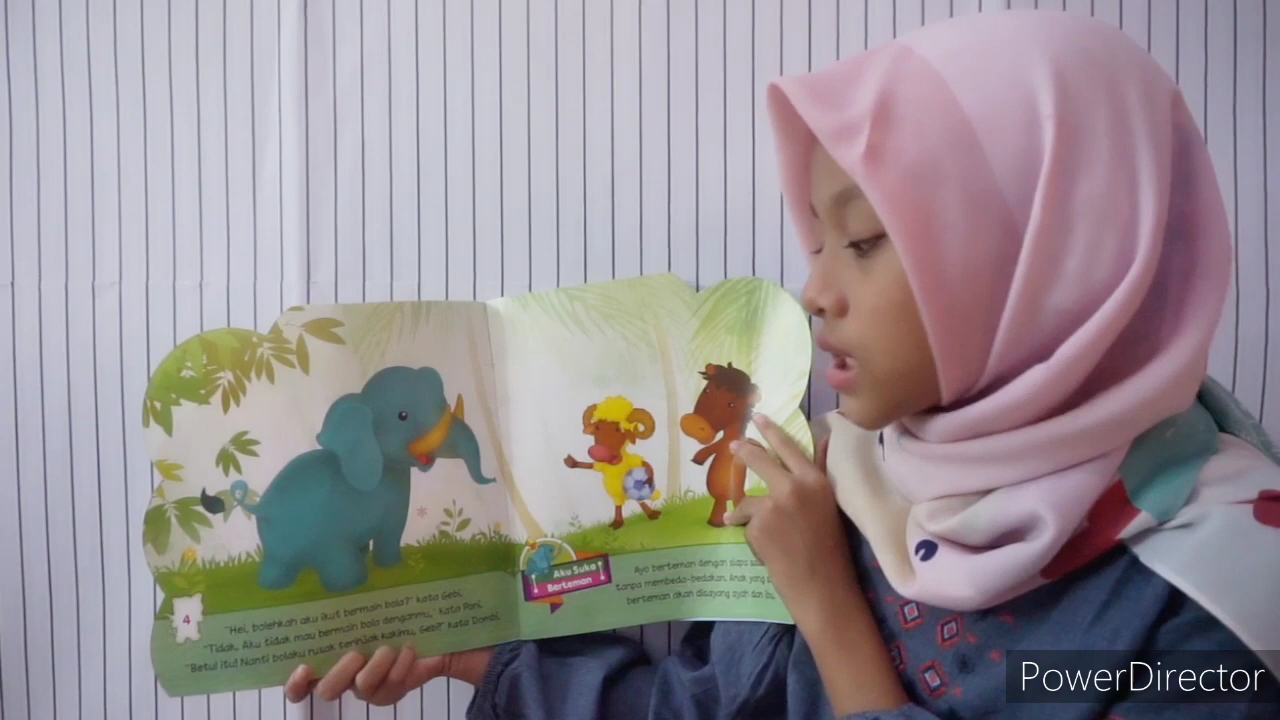 4
"Hei, bolehkah aku ikut bermain bola?" kata Gebi.
"Tidak. Aku tidak mau bermain bola denganmu," kata Poni.
"Betul itu! Nanti bolaku rusak terinjak kakimu, Gebi!" kata Dombi.
Aku Suka
Berteman
Ayo berteman dengan siapa
tanpa membeda-bedakan. Anak yang
berteman akan disayang ayah dan
PowerDirector